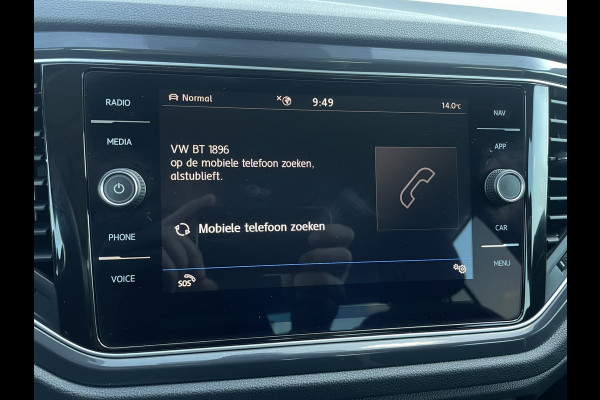 RADIO
MEDIA
PHONE
VOICE
Normal
9:49
14.0°C
VW BT 1896
op de mobiele telefoon zoeken,
alstublieft.
Mobiele telefoon zoeken
SOS
NAV
APP
CAR
MENU